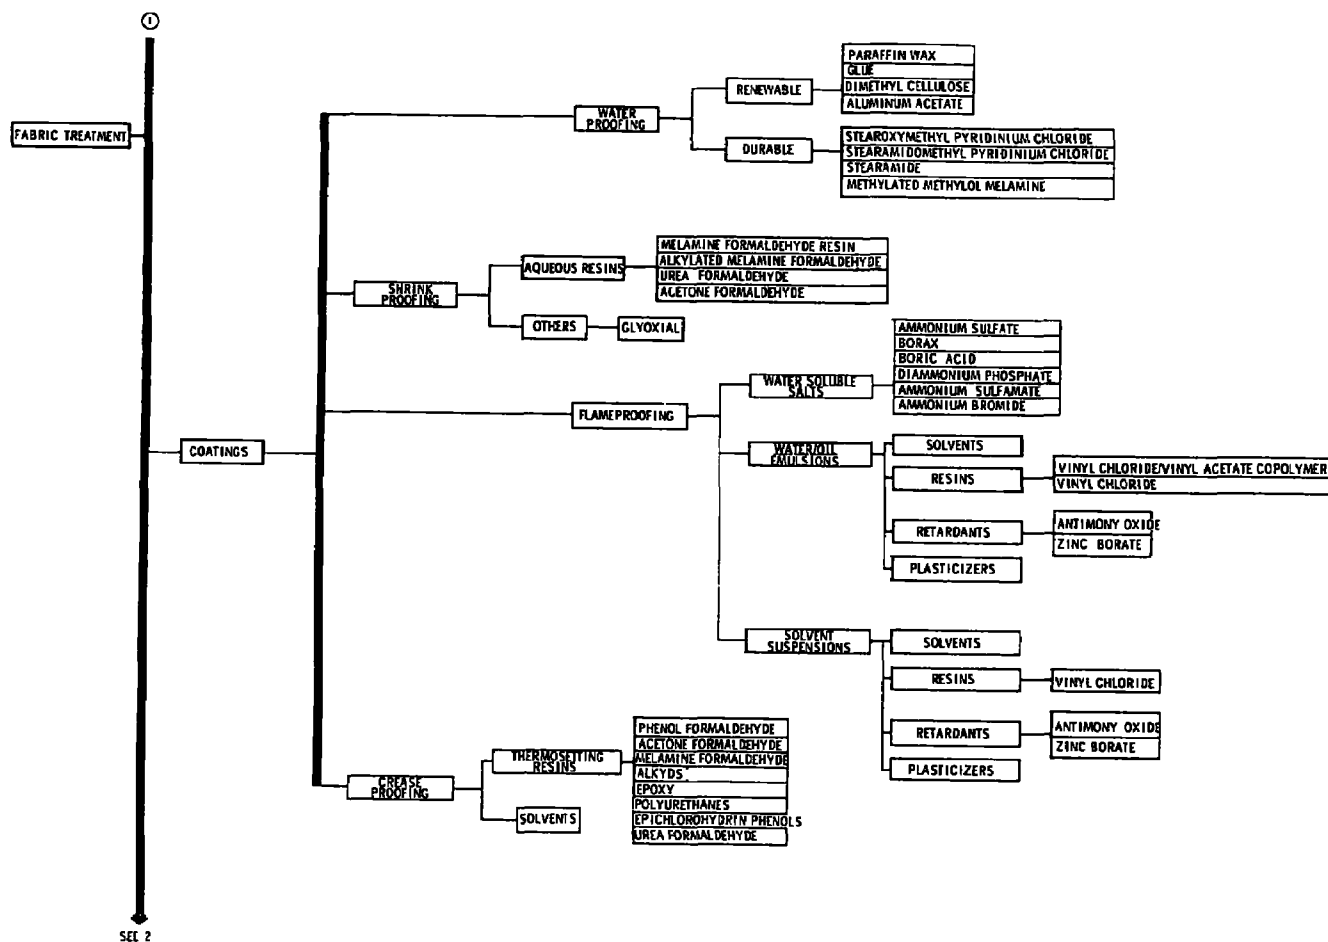 1
FABRIC TREATMENT
COATINGS
WATER
PROOFING
RENEWABLE
PARAFFIN WAX
GLUE
DIMETHYL CELLULOSE
ALUMINUM ACETATE
DURABLE
STEAROXYMETHYL PYRIDINIUM CHLORIDE
STEARAMIDOMETHYL PYRIDINIUM CHLORIDE
STEARAMIDE
METHYLATED METHYLOL MELAMINE
SHRINK
PROOFING
AQUEOUS RESINS
MELAMINE FORMALDEHYDE RESIN
ALKYLATED MELAMINE FORMALDEHYDE
UREA FORMALDEHYDE
ACETONE FORMALDEHYDE
OTHERS
GLYOXIAL
FLAMEPROOFING
WATER SOLUBLE
SALTS
AMMONIUM SULFATE
BORAX
BORIC ACID
DIAMMONIUM PHOSPHATE
AMMONIUM SULFAMATE
AMMONIUM BROMIDE
WATER/OIL
EMULSIONS
SOLVENTS
RESINS
VINYL CHLORIDE/VINYL ACETATE COPOLYMER
VINYL CHLORIDE
RETARDANTS
ANTIMONY OXIDE
ZINC BORATE
PLASTICIZERS
SOLVENT
SUSPENSIONS
SOLVENTS
RESINS
VINYL CHLORIDE
RETARDANTS
ANTIMONY OXIDE
ZINC BORATE
PLASTICIZERS
CREASE
PROOFING
THERMOSETTING
RESINS
PHENOL FORMALDEHYDE
ACETONE FORMALDEHYDE
MELAMINE FORMALDEHYDE
ALKYDS
EPOXY
POLYURETHANES
EPICHLOROHYDRIN PHENOLS
UREA FORMALDEHYDE
SOLVENTS
SEC 2